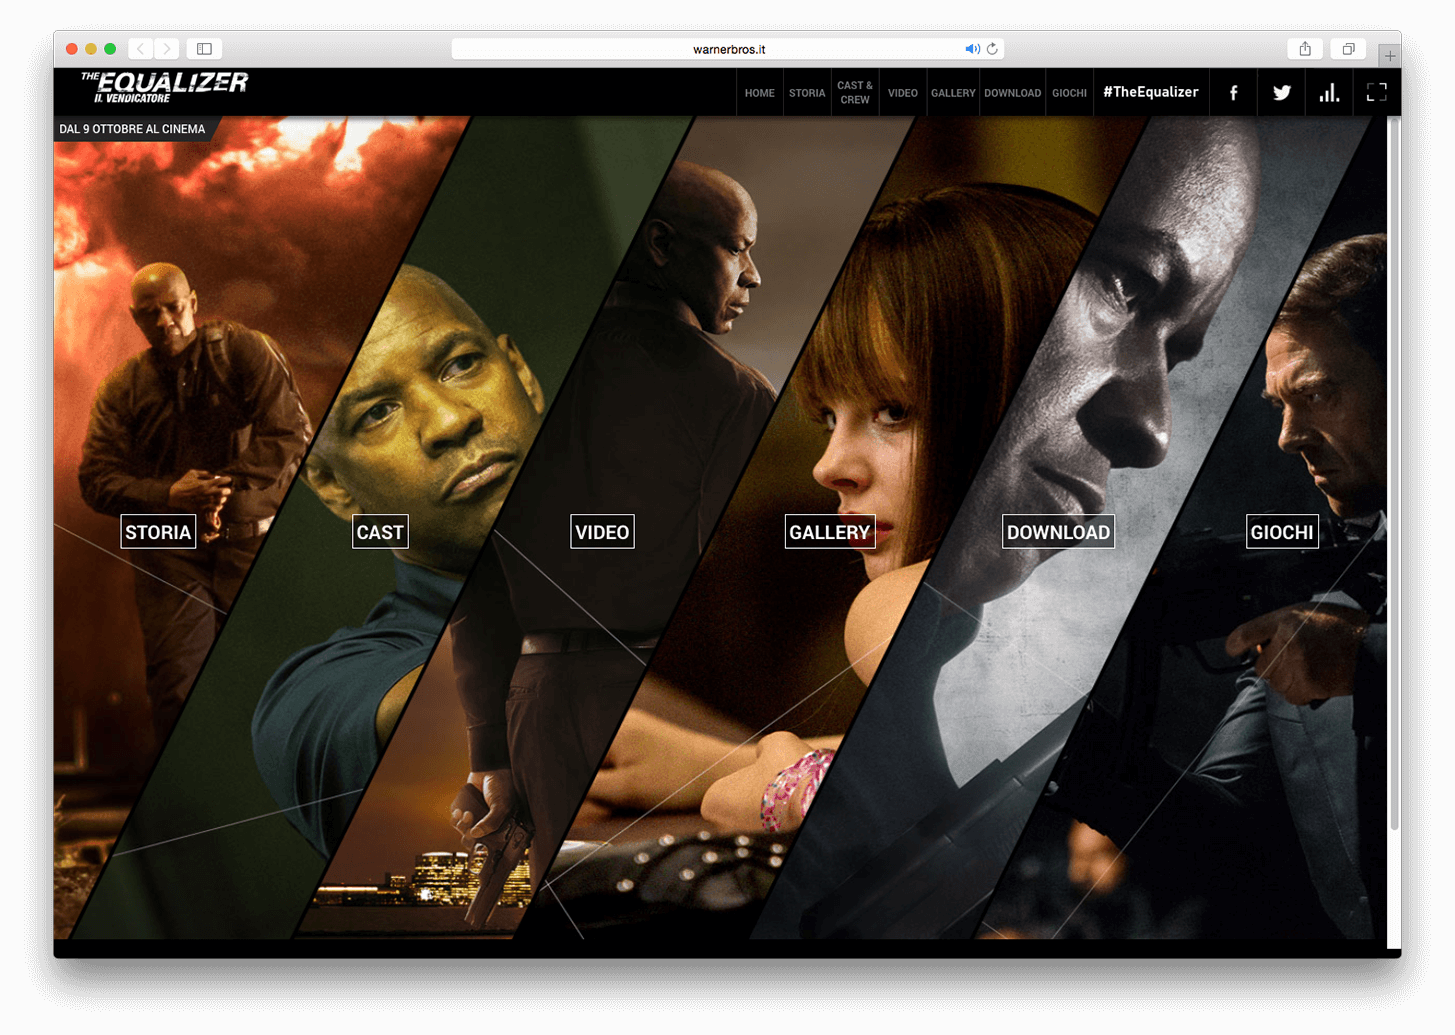 warnerbros.it
THE EQUALIZER
IL VENDICATORE
HOME
STORIA
CAST &
CREW
VIDEO
GALLERY
DOWNLOAD
GIOCHI
#TheEqualizer
DAL 9 OTTOBRE AL CINEMA
STORIA
CAST
VIDEO
GALLERY
DOWNLOAD
GIOCHI